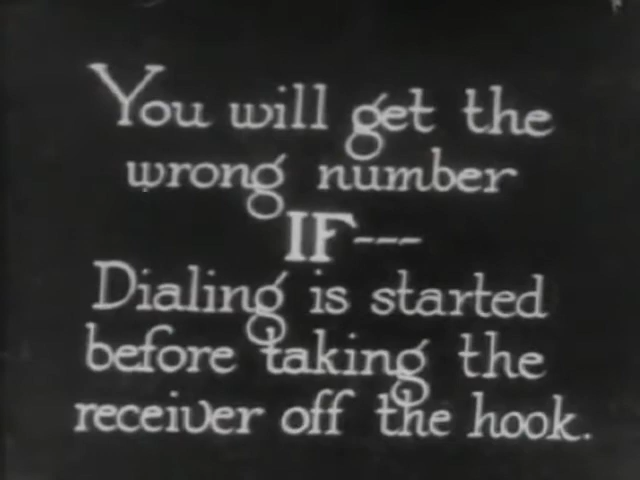 You will get the
wrong number
IF---
Dialing is started
before taking the
receiver off the hook.